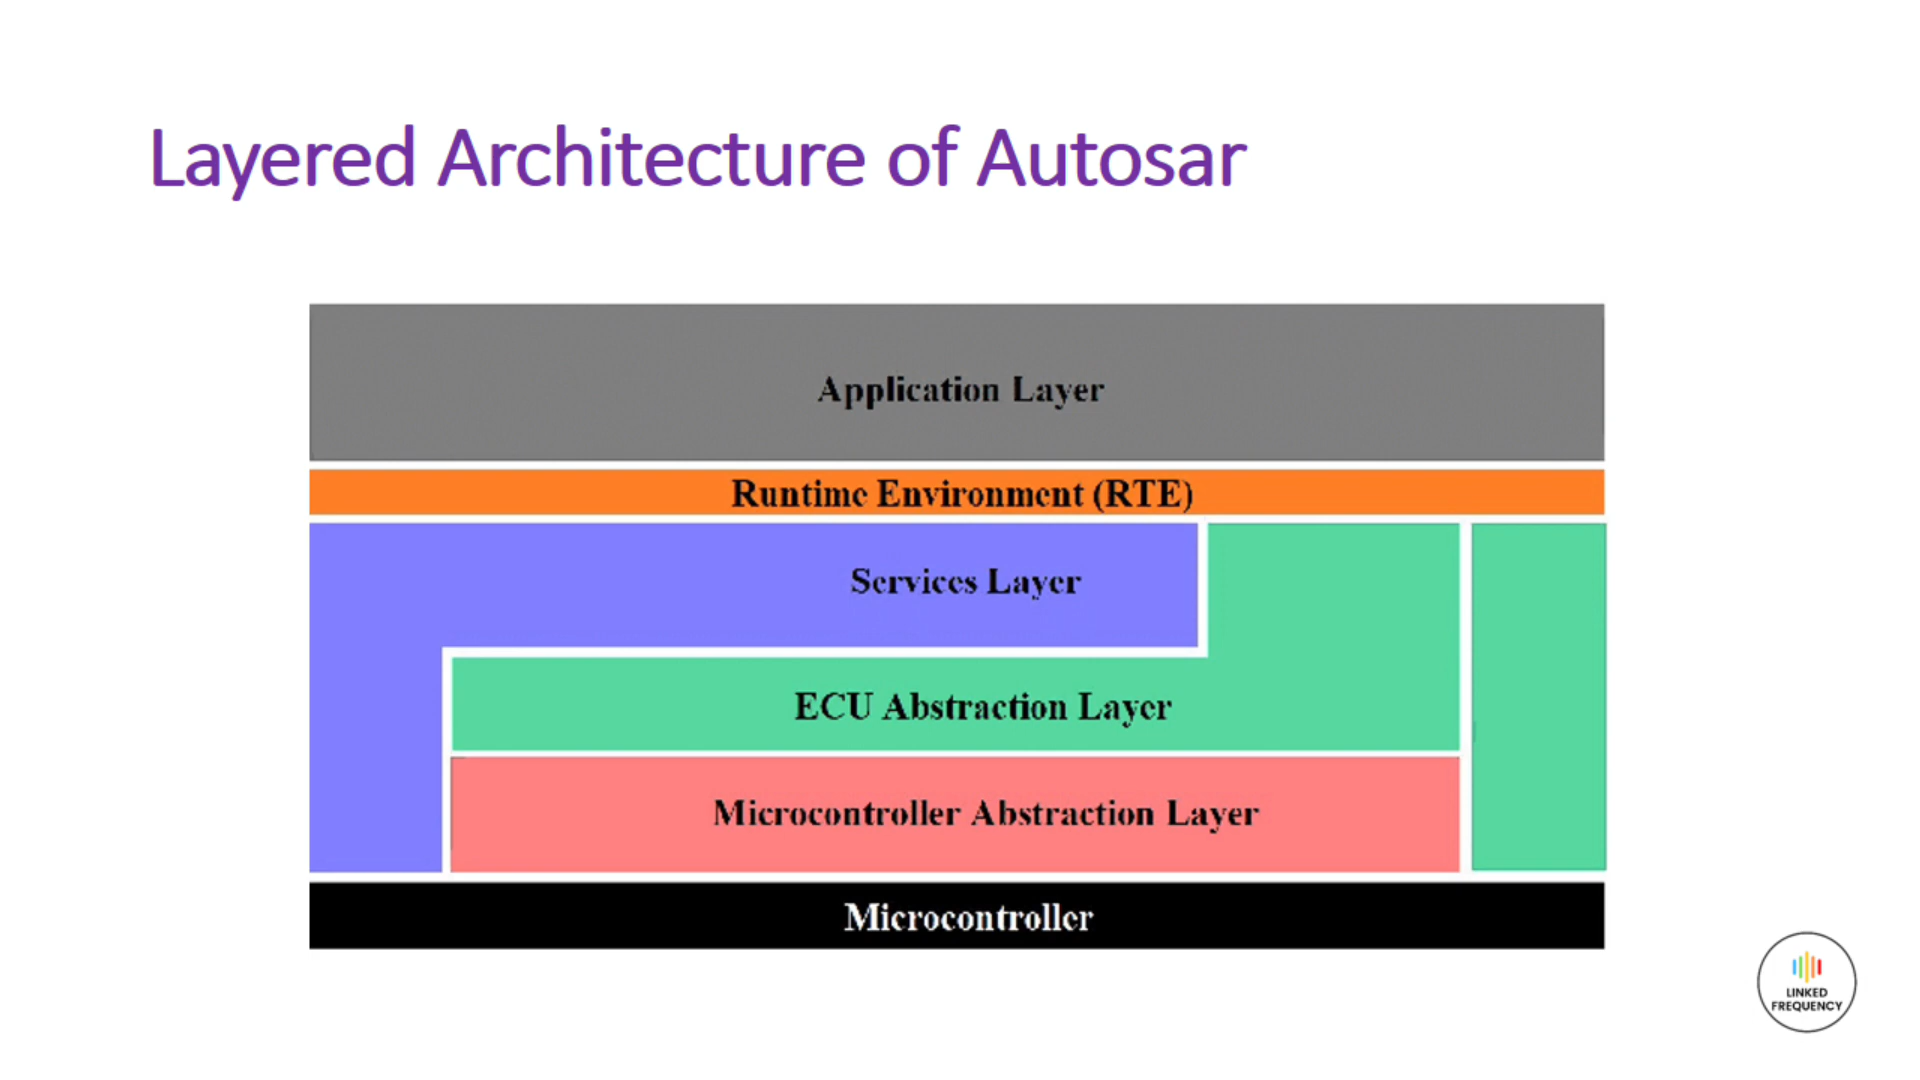 Layered Architecture of Autosar
Application Layer
Runtime Environment (RTE)
Services Layer
ECU Abstraction Layer
Microcontroller Abstraction Layer
Microcontroller
LINKED
FREQUENCY